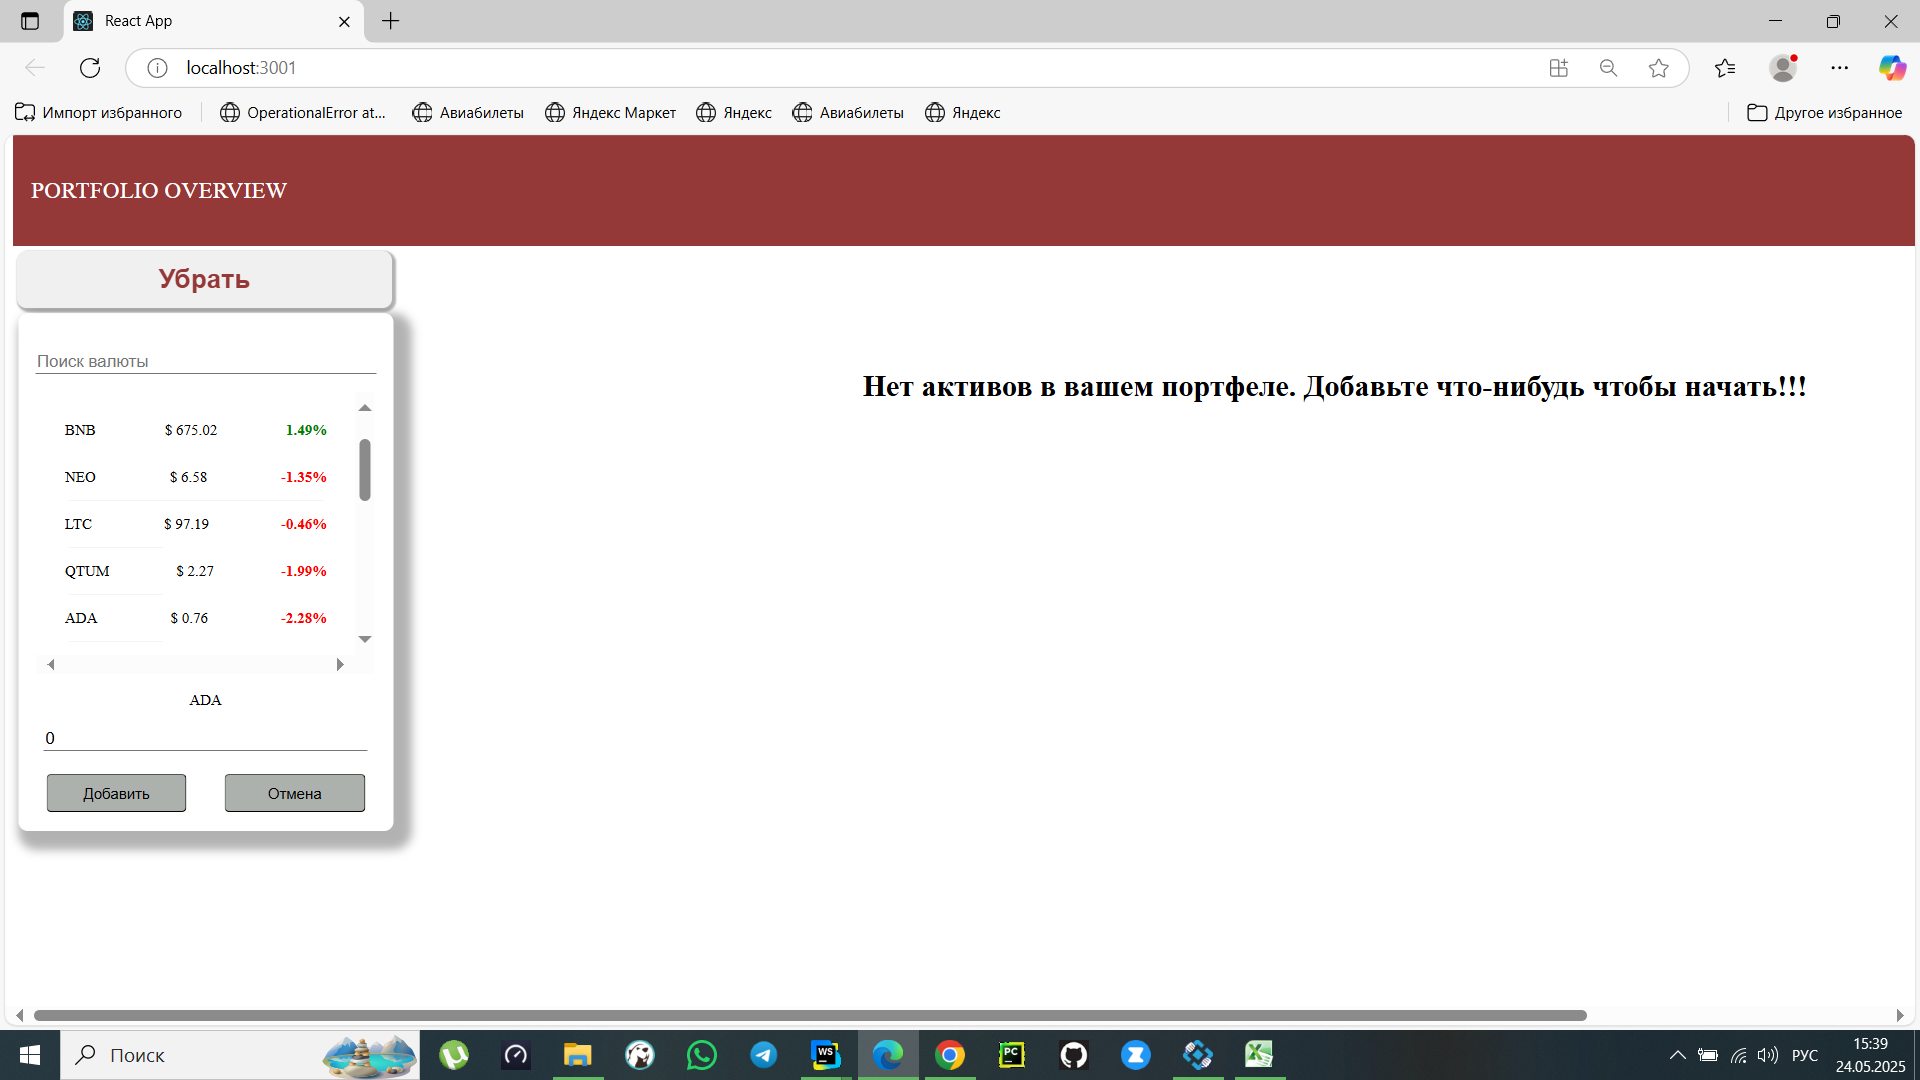 React App
localhost:3001
Импорт избранного
OperationalError at...
Авиабилеты
Яндекс Маркет
Яндекс
Авиабилеты
Яндекс
Другое избранное
PORTFOLIO OVERVIEW
Убрать
Поиск валюты
Нет активов в вашем портфеле. Добавьте что-нибудь чтобы начать!!!
BNB $ 675.02 1.49%
NEO $ 6.58 -1.35%
LTC $ 97.19 -0.46%
QTUM $ 2.27 -1.99%
ADA $ 0.76 -2.28%
ADA
0
Добавить
Отмена
Поиск
WS
PC
РУС
15:39
24.05.2025